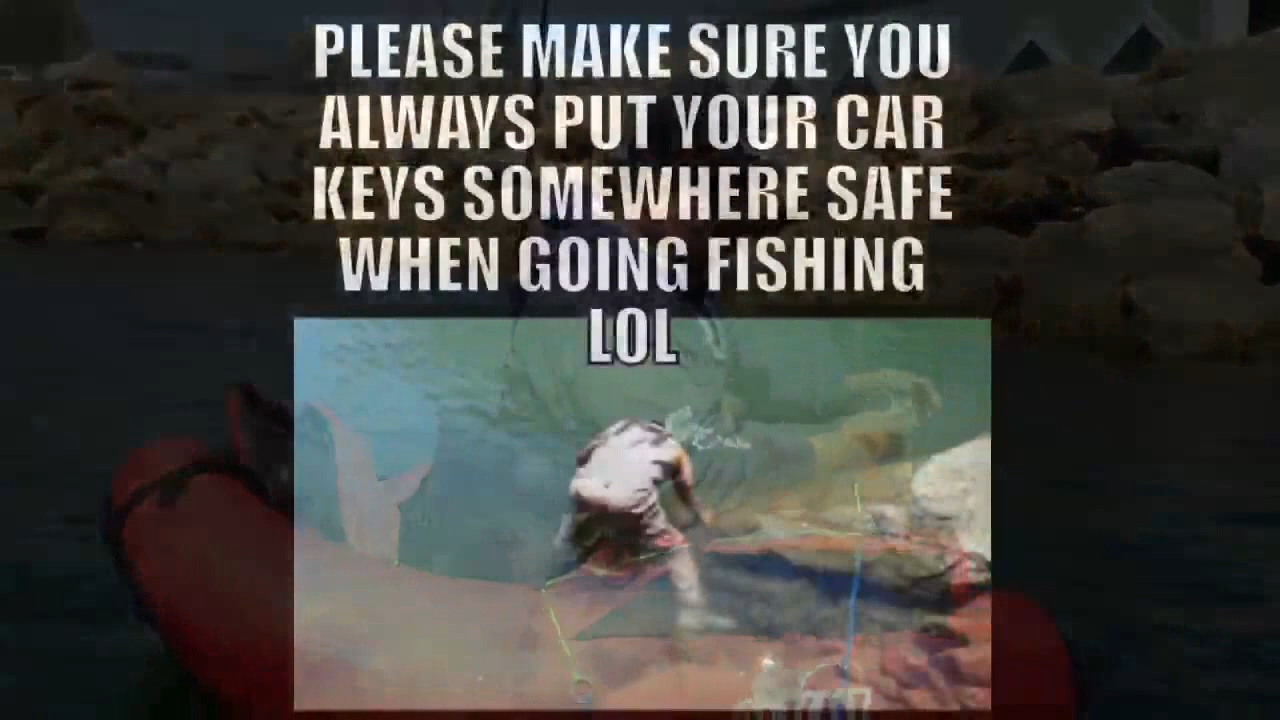 PLEASE MAKE SURE YOU
ALWAYS PUT YOUR CAR
KEYS SOMEWHERE SAFE
WHEN GOING FISHING
LOL